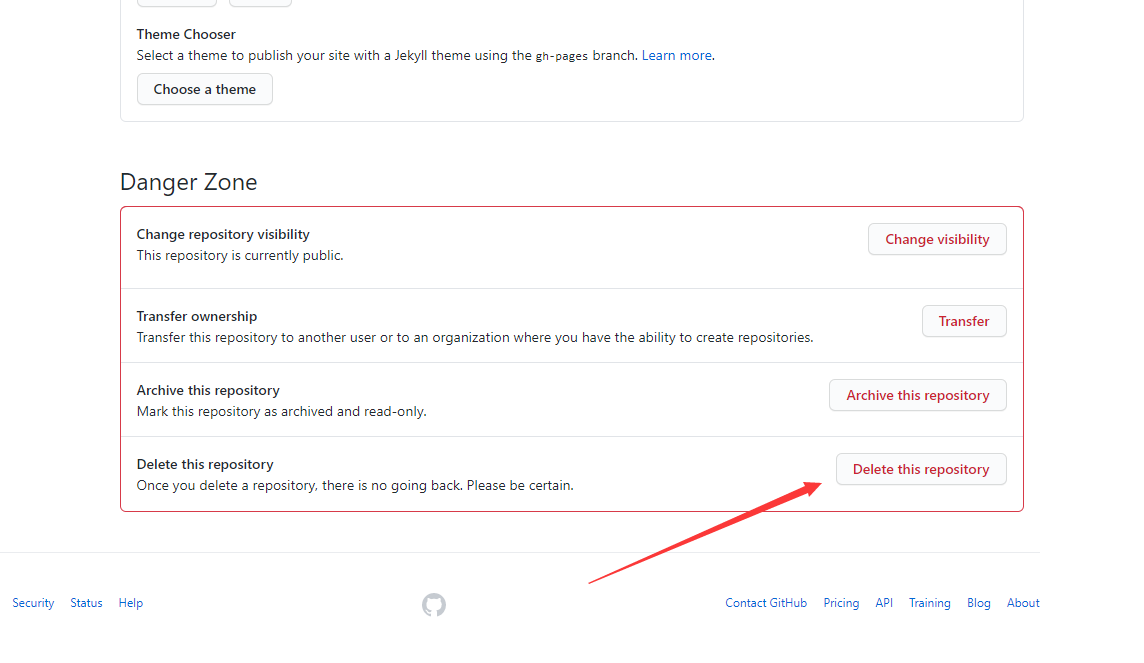 Theme Chooser
Select a theme to publish your site with a Jekyll theme using the gh-pages branch. Learn more.
Choose a theme
Danger Zone
Change repository visibility
This repository is currently public.
Change visibility
Transfer ownership
Transfer this repository to another user or to an organization where you have the ability to create repositories.
Transfer
Archive this repository
Mark this repository as archived and read-only.
Archive this repository
Delete this repository
Once you delete a repository, there is no going back. Please be certain.
Delete this repository
Security Status Help Contact GitHub Pricing API Training Blog About